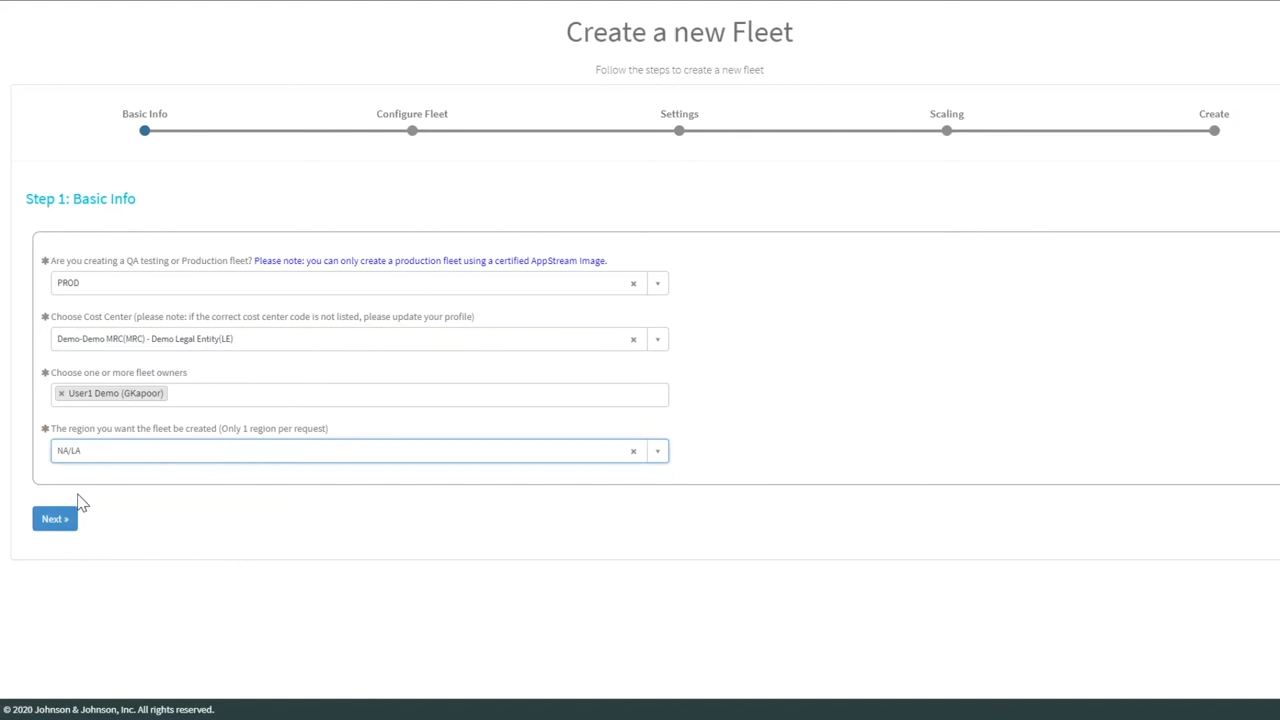 Create a new Fleet
Follow the steps to create a new fleet
Basic Info Configure Fleet Settings Scaling Create
Step 1: Basic Info
✱ Are you creating a QA testing or Production fleet? Please note: you can only create a production fleet using a certified AppStream Image.
PROD
✱ Choose Cost Center (please note: if the correct cost center code is not listed, please update your profile)
Demo-Demo MRC(MRC) - Demo Legal Entity(LE)
✱ Choose one or more fleet owners
× User1 Demo (GKapoor)
✱ The region you want the fleet be created (Only 1 region per request)
NA/LA
Next »
© 2020 Johnson & Johnson, Inc. All rights reserved.